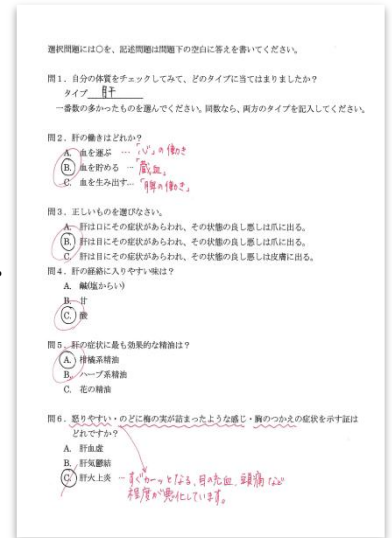 選択問題には○を、記述問題は問題下の空白に答えを書いてください。
問1．自分の体質をチェックしてみて、どのタイプに当てはまりましたか？
タイプ 肝
一番数の多かったものを選んでください。同数なら、両方のタイプを記入してください。
問2．肝の働きはどれか？
A. 血を運ぶ … 「心」の働き
B. 血を貯める … 「蔵血」
C. 血を生み出す… 「脾の働き」
問3．正しいものを選びなさい。
A. 肝は口にその症状があらわれ、その状態の良し悪しは爪に出る。
B. 肝は目にその症状があらわれ、その状態の良し悪しは爪に出る。
C. 肝は目にその症状があらわれ、その状態の良し悪しは皮膚に出る。
問4．肝の経絡に入りやすい味は？
A. 鹹(塩からい)
B. 甘
C. 酸
問5．肝の症状に最も効果的な精油は？
A. 柑橘系精油
B. ハーブ系精油
C. 花の精油
問6．怒りやすい・のどに梅の実が詰まったような感じ・胸のつかえの症状を示す証は
どれですか？
A. 肝血虚
B. 肝気鬱結
C. 肝火上炎 …すぐカーッとなる、目の充血、頭痛など
程度が悪化しています。